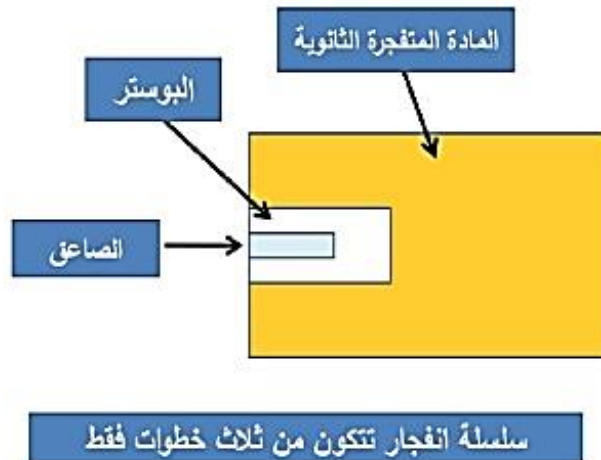 المادة المتفجرة الثانوية
البوستر
الصاعق
سلسلة انفجار تتكون من ثلاث خطوات فقط